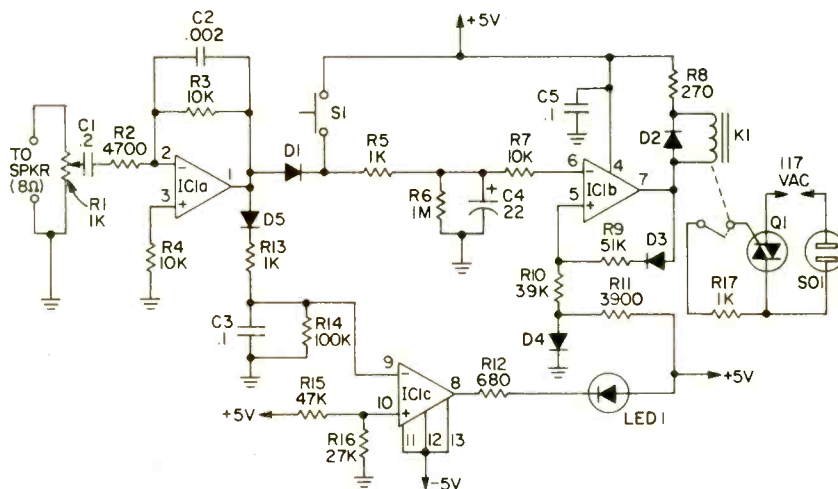 C2
.002
R3
10K
+5V
R8
270
TO
SPKR
(8Ω)
C1
.2
R2
4700
2
3
1
IC1a
R1
1K
R4
10K
D1
S1
R5
1K
R6
1M
+
C4
22
C5
.1
R7
10K
6
5
4
7
IC1b
D2
K1
117
VAC
Q1
SO1
R9
51K
D3
R10
39K
R11
3900
R17
1K
D4
D5
R13
1K
C3
.1
R14
100K
R15
47K
+5V
R16
27K
9
10
8
IC1c
11
12
13
-5V
R12
680
LED1
+5V